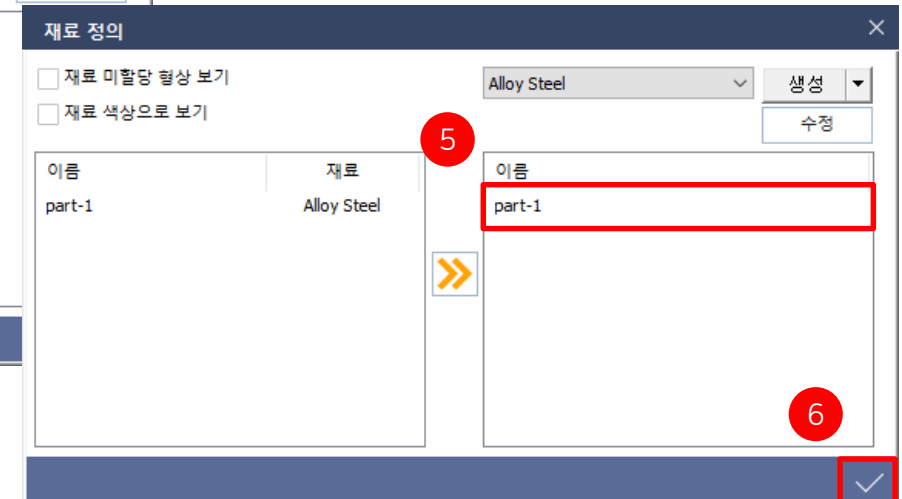 재료 정의
재료 미할당 형상 보기
재료 색상으로 보기
Alloy Steel
생성
수정
5
이름 재료
part-1 Alloy Steel
이름
part-1
6